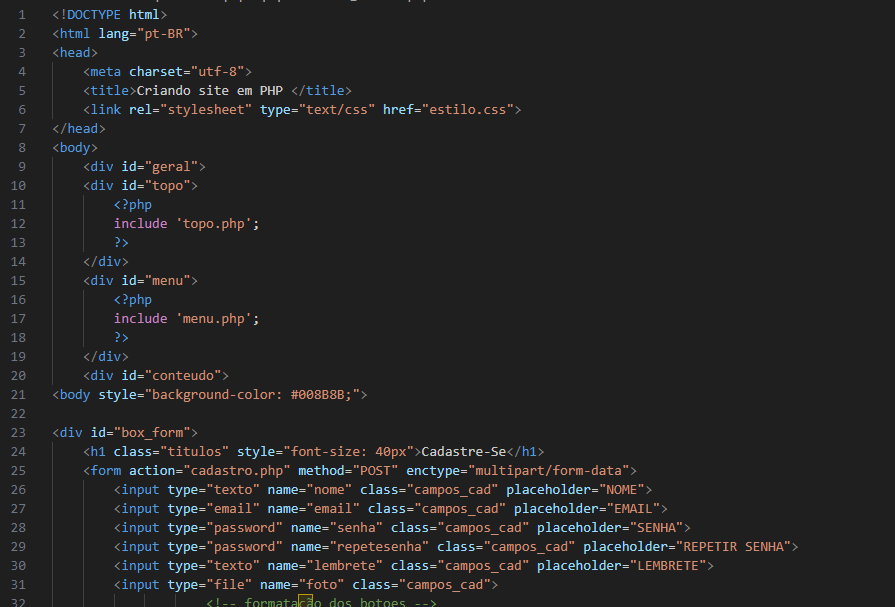 1 <!DOCTYPE html>
2 <html lang="pt-BR">
3 <head>
4 <meta charset="utf-8">
5 <title>Criando site em PHP </title>
6 <link rel="stylesheet" type="text/css" href="estilo.css">
7 </head>
8 <body>
9 <div id="geral">
10 <div id="topo">
11 <?php
12 include 'topo.php';
13 ?>
14 </div>
15 <div id="menu">
16 <?php
17 include 'menu.php';
18 ?>
19 </div>
20 <div id="conteudo">
21 <body style="background-color: #008B8B;">
22
23 <div id="box_form">
24 <h1 class="titulos" style="font-size: 40px">Cadastre-Se</h1>
25 <form action="cadastro.php" method="POST" enctype="multipart/form-data">
26 <input type="texto" name="nome" class="campos_cad" placeholder="NOME">
27 <input type="email" name="email" class="campos_cad" placeholder="EMAIL">
28 <input type="password" name="senha" class="campos_cad" placeholder="SENHA">
29 <input type="password" name="repetesenha" class="campos_cad" placeholder="REPETIR SENHA">
30 <input type="texto" name="lembrete" class="campos_cad" placeholder="LEMBRETE">
31 <input type="file" name="foto" class="campos_cad">
32 <!-- formatação dos botoes -->